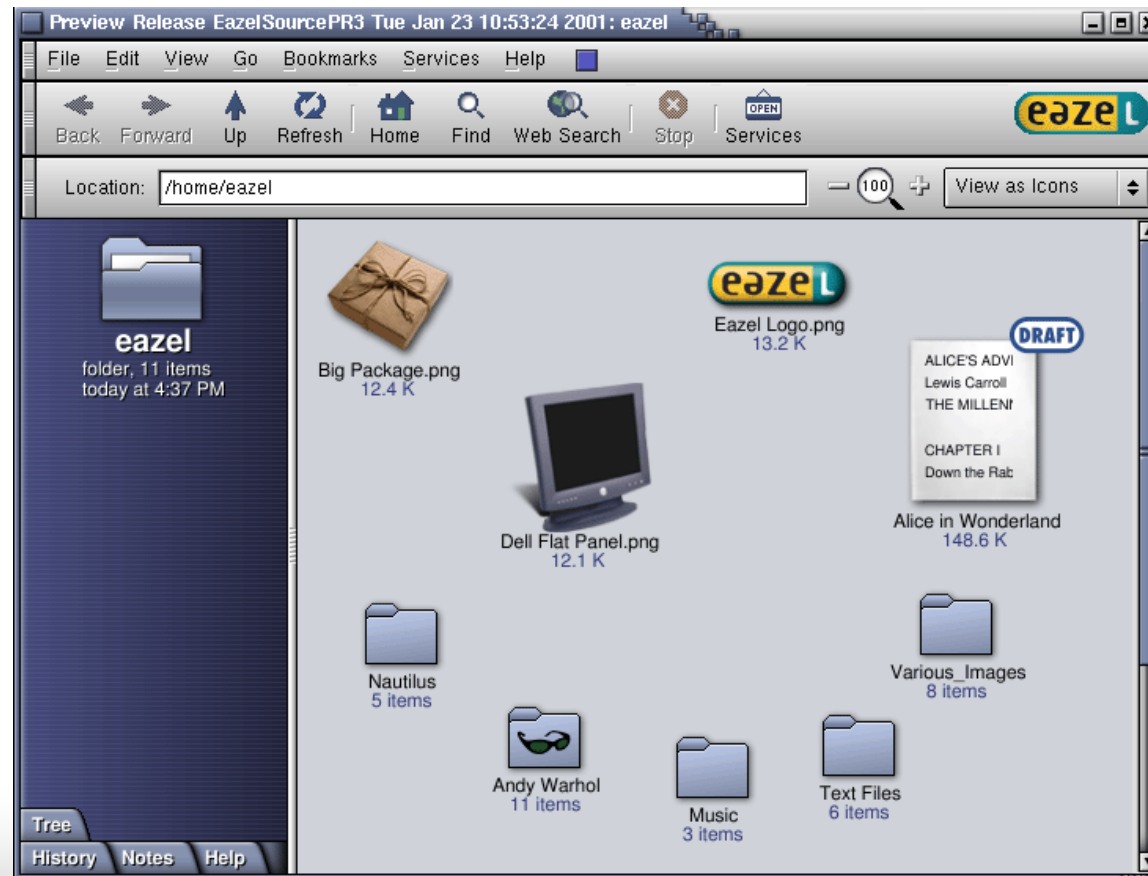 Preview Release EazelSourcePR3 Tue Jan 23 10:53:24 2001: eazel
File Edit View Go Bookmarks Services Help
OPEN
Back Forward Up Refresh Home Find Web Search Stop Services
eazel
Location: /home/eazel 100 View as Icons
eazel
folder, 11 items
today at 4:37 PM
Big Package.png
12.4 K
eazel
Eazel Logo.png
13.2 K
Dell Flat Panel.png
12.1 K
DRAFT
ALICE'S ADVI
Lewis Carroll
THE MILLENI
CHAPTER I
Down the Rab
Alice in Wonderland
148.6 K
Nautilus
5 items
Andy Warhol
11 items
Music
3 items
Text Files
6 items
Various_Images
8 items
Tree
History Notes Help